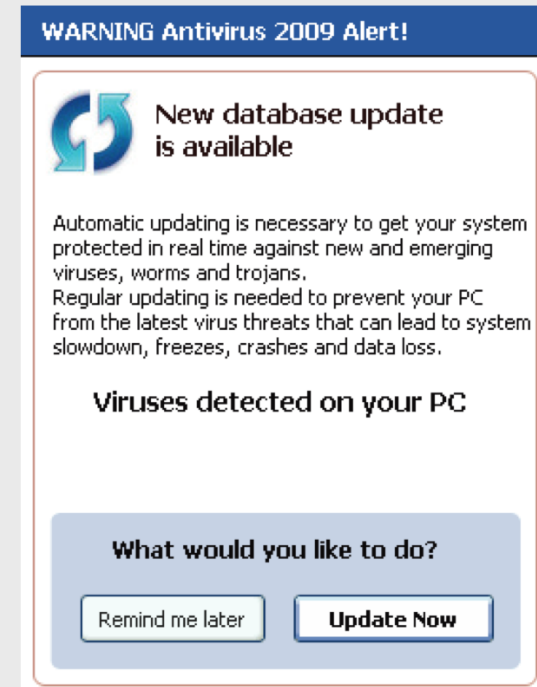 WARNING Antivirus 2009 Alert!
New database update
is available
Automatic updating is necessary to get your system
protected in real time against new and emerging
viruses, worms and trojans.
Regular updating is needed to prevent your PC
from the latest virus threats that can lead to system
slowdown, freezes, crashes and data loss.
Viruses detected on your PC
What would you like to do?
Remind me later
Update Now